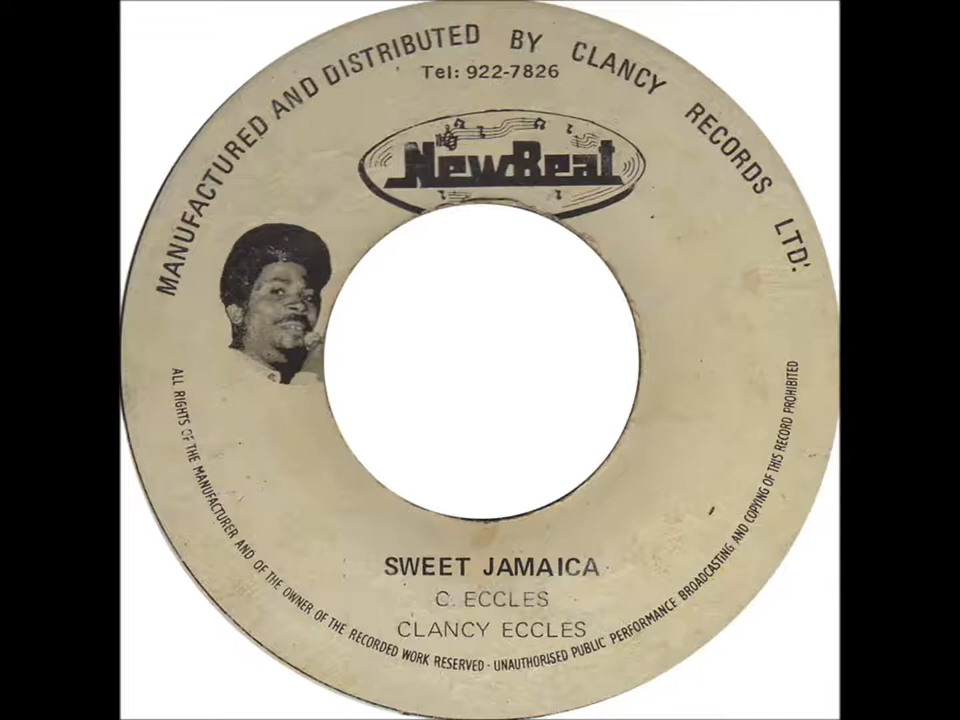 MANUFACTURED AND DISTRIBUTED BY CLANCY RECORDS LTD.
Tel: 922-7826
NewBeat
SWEET JAMAICA
C. ECCLES
CLANCY ECCLES
ALL RIGHTS OF THE MANUFACTURER AND OF THE OWNER OF THE RECORDED WORK RESERVED · UNAUTHORISED PUBLIC PERFORMANCE BROADCASTING AND COPYING OF THIS RECORD PROHIBITED